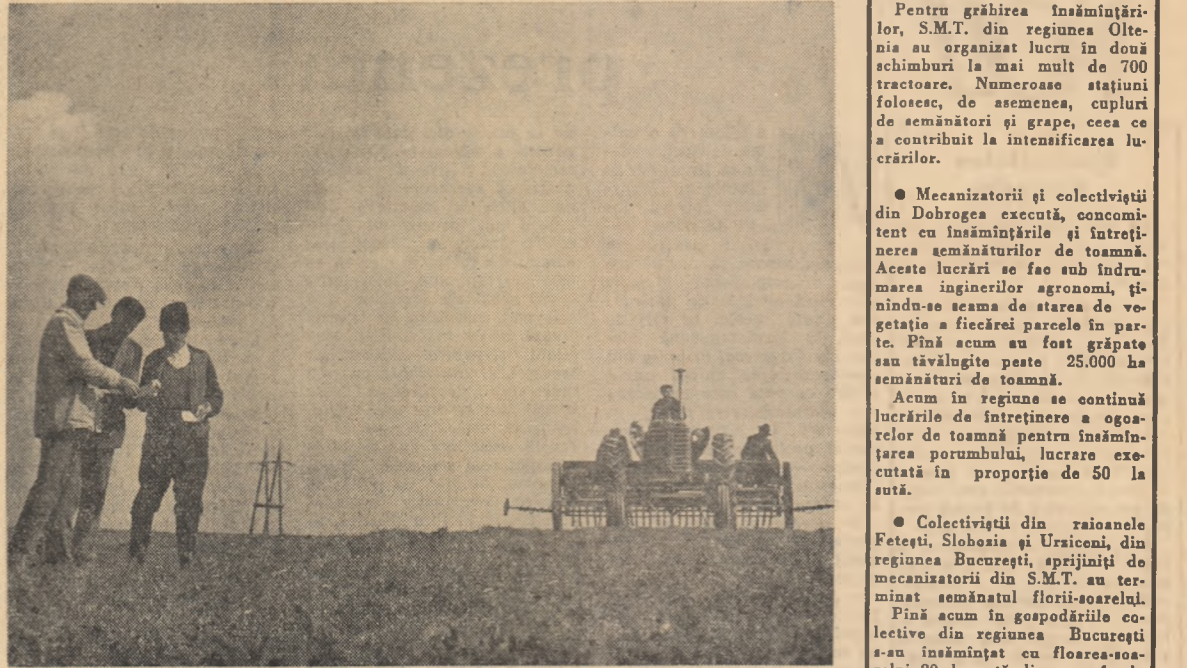 Pentru grăbirea însămînțări-
lor, S.M.T. din regiunea Olte-
nia au organizat lucru în două
schimburi la mai mult de 700
tractoare. Numeroase stațiuni
folosesc, de asemenea, cupluri
de semănători și grape, ceea ce
a contribuit la intensificarea lu-
crărilor.
● Mecanizatorii și colectiviștii
din Dobrogea execută, concomi-
tent cu însămînțările și întreți-
nerea semănăturilor de toamnă.
Aceste lucrări se fac sub îndru-
marea inginerilor agronomi, ți-
nindu-se seama de starea de ve-
getație a fiecărei parcele în par-
te. Pînă acum au fost grăpate
sau tăvălugite peste 25.000 ha
semănături de toamnă.
Acum în regiune se continuă
lucrările de întreținere a ogoa-
relor de toamnă pentru însămîn-
țarea porumbului, lucrare exe-
cutată în proporție de 50 la
sută.
● Colectiviștii din raioanele
Fetești, Slobozia și Urziceni, din
regiunea București, sprijiniți de
mecanizatorii din S.M.T. au ter-
minat semănatul florii-soarelui.
Pînă acum în gospodăriile co-
lective din regiunea București
s-au însămînțat cu floarea-soa-